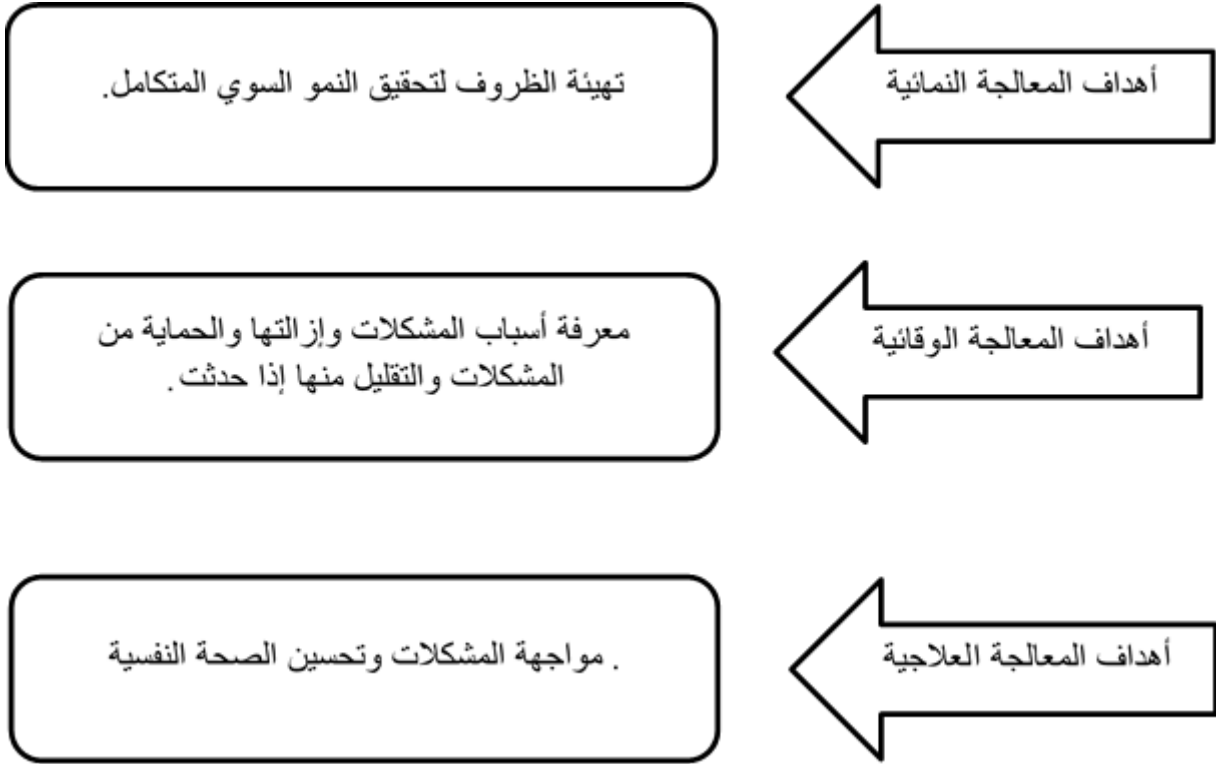 أهداف المعالجة النمائية
تهيئة الظروف لتحقيق النمو السوي المتكامل.
أهداف المعالجة الوقائية
معرفة أسباب المشكلات وإزالتها والحماية من
المشكلات والتقليل منها إذا حدثت.
أهداف المعالجة العلاجية
. مواجهة المشكلات وتحسين الصحة النفسية